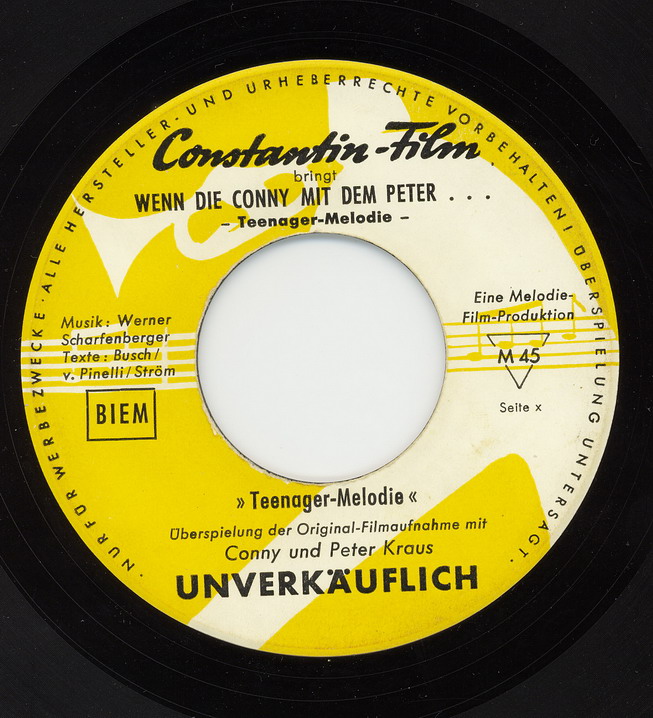 NUR FÜR WERBEZWECKE · ALLE HERSTELLER- UND URHEBERRECHTE VORBEHALTEN! ÜBERSPIELUNG UNTERSAGT ·
Constantin-Film
bringt
WENN DIE CONNY MIT DEM PETER . . .
– Teenager-Melodie –
Musik: Werner
Scharfenberger
Texte: Busch/
v. Pinelli/Ström
BIEM
Eine Melodie-
Film-Produktion
M 45
Seite x
» Teenager-Melodie «
Überspielung der Original-Filmaufnahme mit
Conny und Peter Kraus
UNVERKÄUFLICH